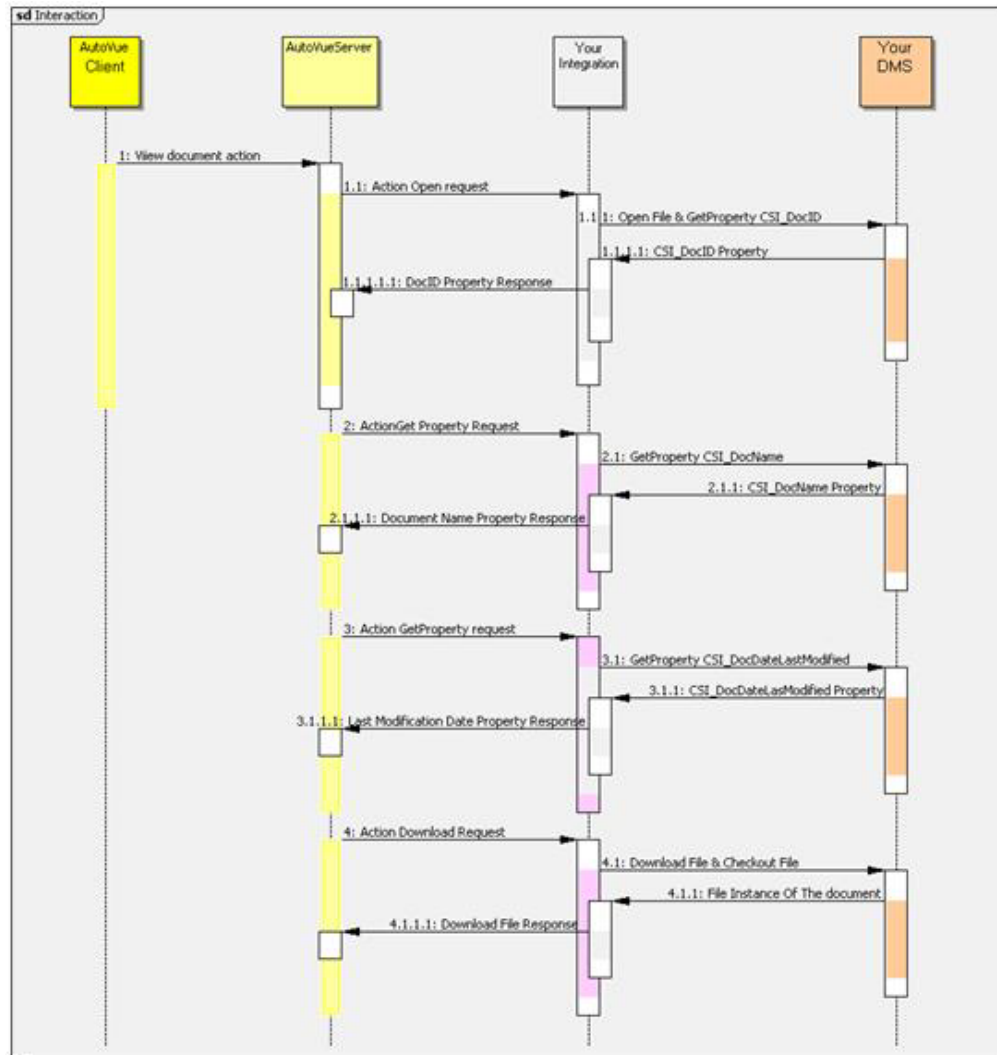 sd Interaction
AutoVue
Client
AutoVueServer
Your
Integration
Your
DMS
1: View document action
1.1: Action Open request
1.1.1: Open File & GetProperty CSI_DocID
1.1.1.1: CSI_DocID Property
1.1.1.1.1: DocID Property Response
2: ActionGet Property Request
2.1: GetProperty CSI_DocName
2.1.1: CSI_DocName Property
2.1.1.1: Document Name Property Response
3: Action GetProperty request
3.1: GetProperty CSI_DocDateLastModified
3.1.1: CSI_DocDateLasModified Property
3.1.1.1: Last Modification Date Property Response
4: Action Download Request
4.1: Download File & Checkout File
4.1.1: File Instance Of The document
4.1.1.1: Download File Response